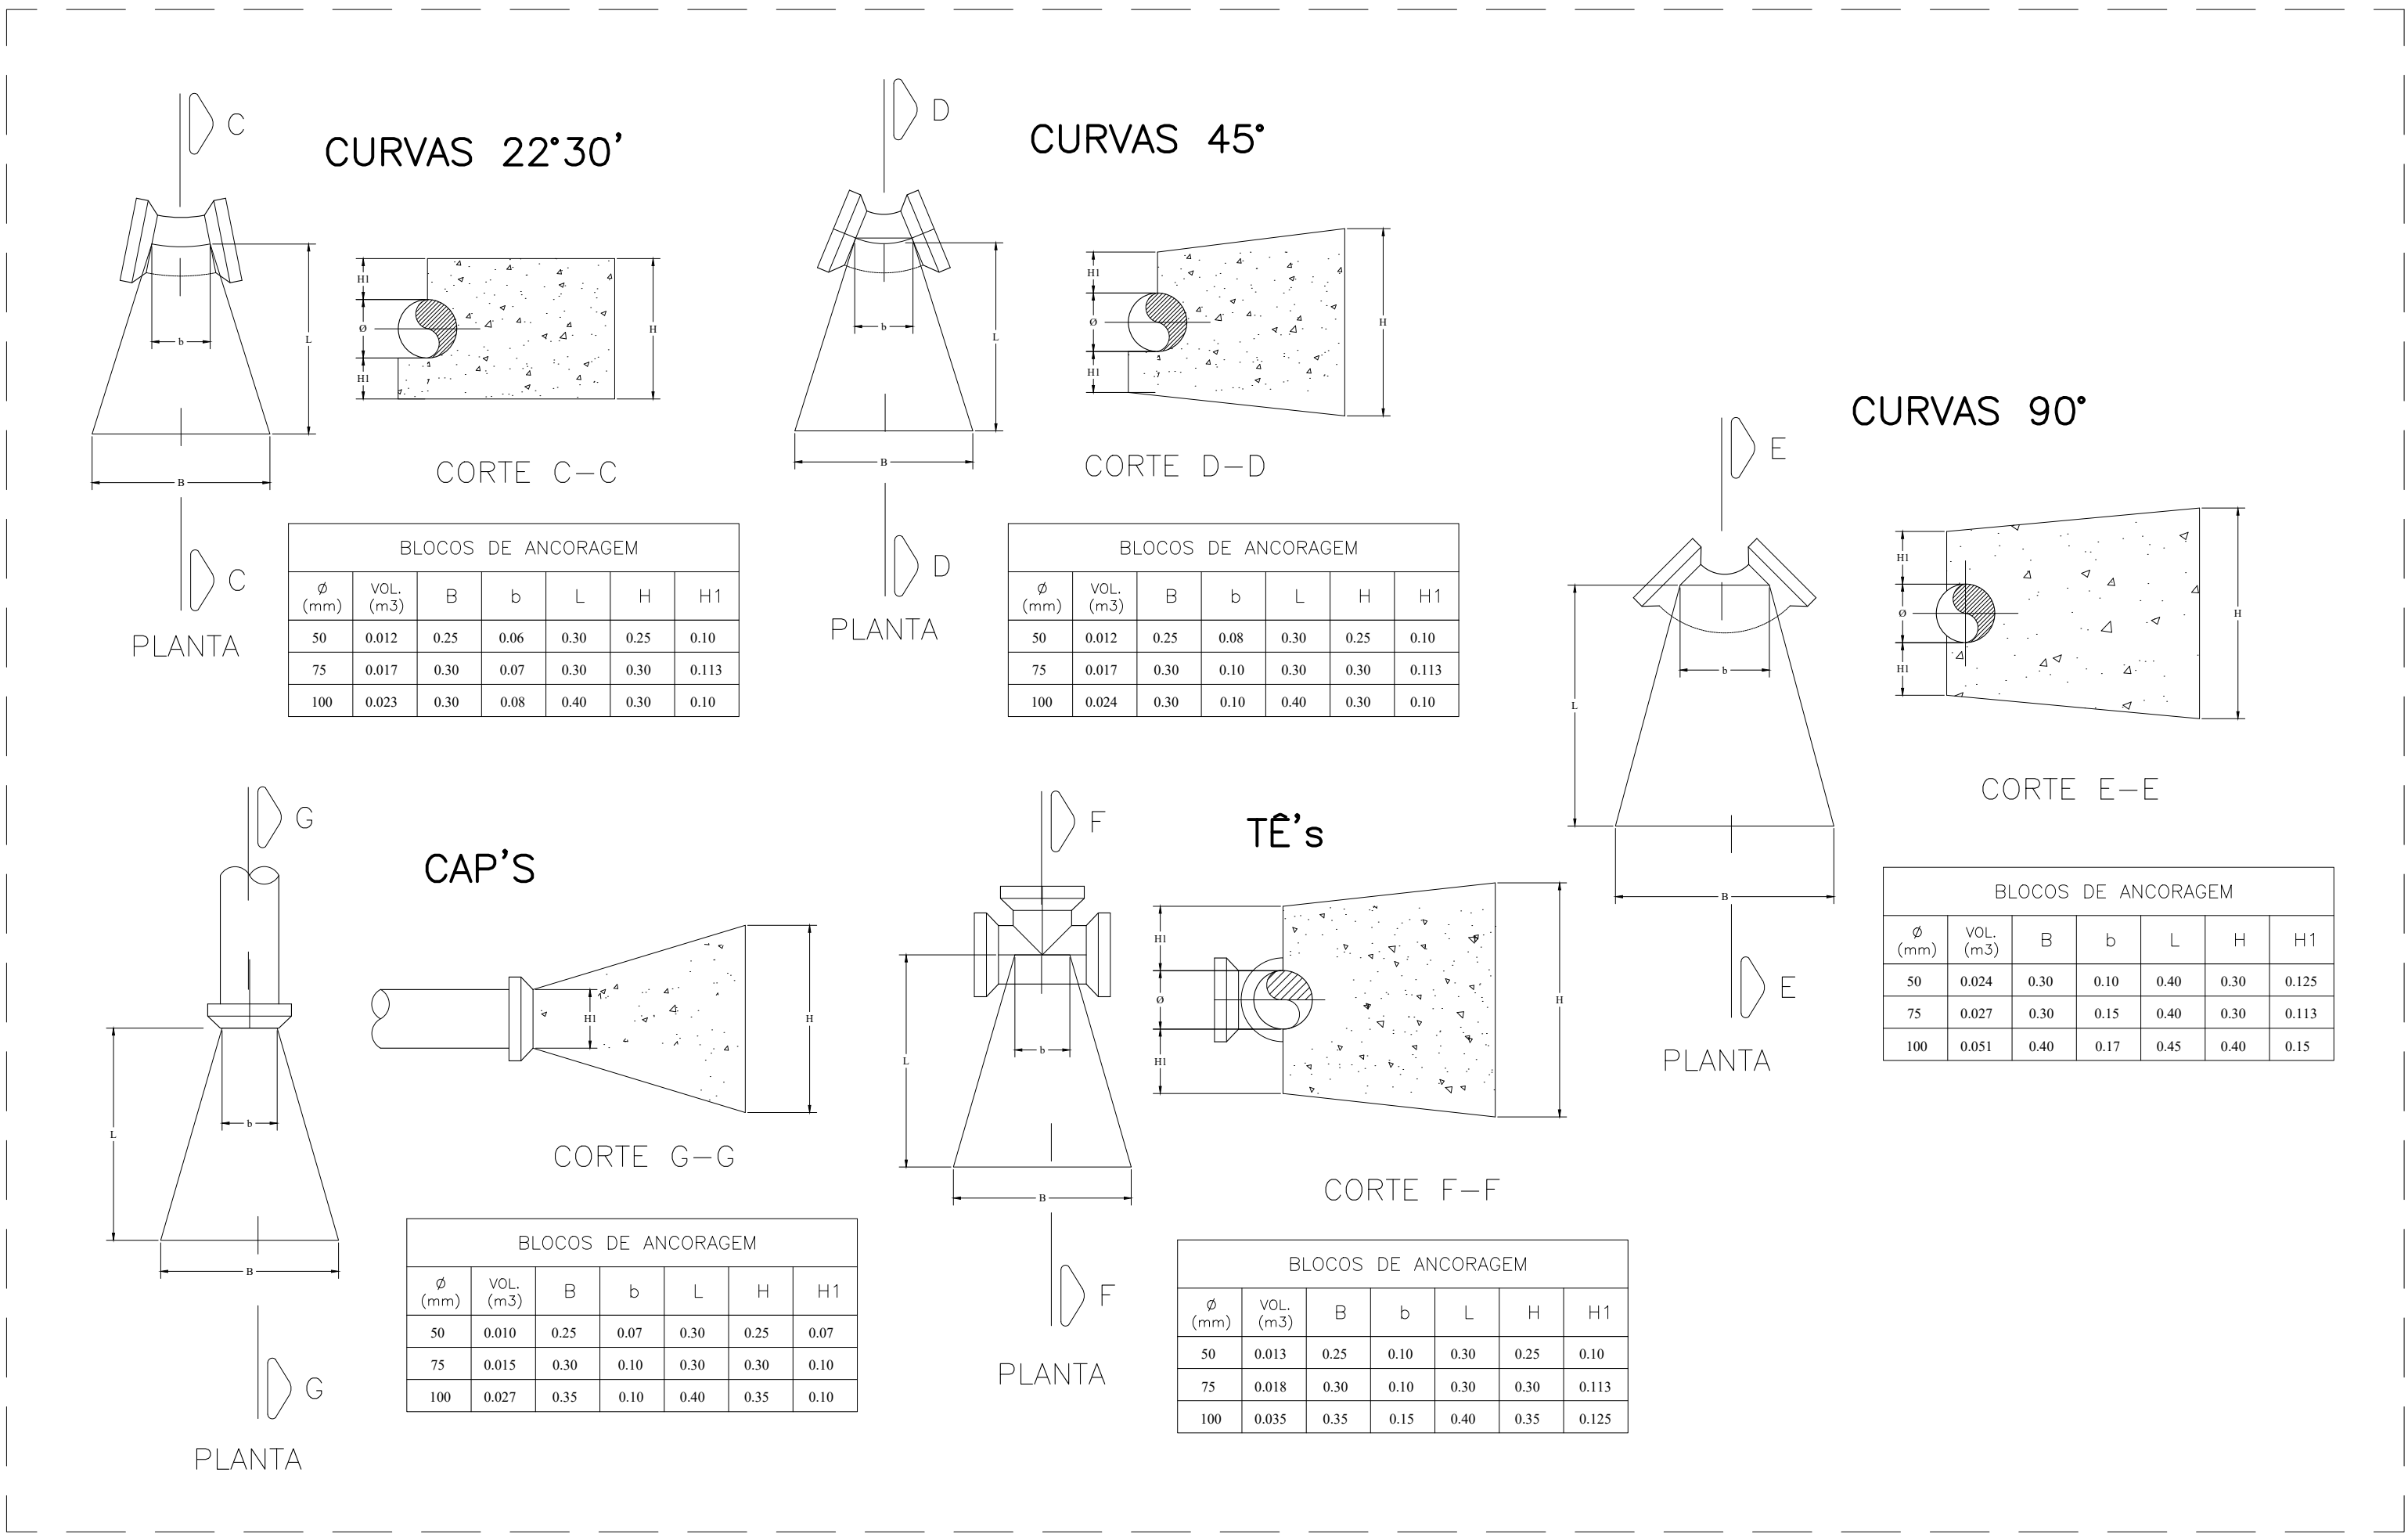 C
CURVAS 22°30'
H1
Ø
H1
H
b
L
B
CORTE C-C
C
PLANTA
BLOCOS DE ANCORAGEM
Ø (mm) VOL. (m3) B b L H H1
50 0.012 0.25 0.06 0.30 0.25 0.10
75 0.017 0.30 0.07 0.30 0.30 0.113
100 0.023 0.30 0.08 0.40 0.30 0.10
D
CURVAS 45°
H1
Ø
H1
H
b
L
B
CORTE D-D
D
PLANTA
BLOCOS DE ANCORAGEM
Ø (mm) VOL. (m3) B b L H H1
50 0.012 0.25 0.08 0.30 0.25 0.10
75 0.017 0.30 0.10 0.30 0.30 0.113
100 0.024 0.30 0.10 0.40 0.30 0.10
CURVAS 90°
E
H1
Ø
H1
H
b
L
B
CORTE E-E
E
PLANTA
BLOCOS DE ANCORAGEM
Ø (mm) VOL. (m3) B b L H H1
50 0.024 0.30 0.10 0.40 0.30 0.125
75 0.027 0.30 0.15 0.40 0.30 0.113
100 0.051 0.40 0.17 0.45 0.40 0.15
G
CAP'S
H1
H
b
L
B
CORTE G-G
G
PLANTA
BLOCOS DE ANCORAGEM
Ø (mm) VOL. (m3) B b L H H1
50 0.010 0.25 0.07 0.30 0.25 0.07
75 0.015 0.30 0.10 0.30 0.30 0.10
100 0.027 0.35 0.10 0.40 0.35 0.10
F
TÊ's
H1
Ø
H1
H
b
L
B
CORTE F-F
F
PLANTA
BLOCOS DE ANCORAGEM
Ø (mm) VOL. (m3) B b L H H1
50 0.013 0.25 0.10 0.30 0.25 0.10
75 0.018 0.30 0.10 0.30 0.30 0.113
100 0.035 0.35 0.15 0.40 0.35 0.125